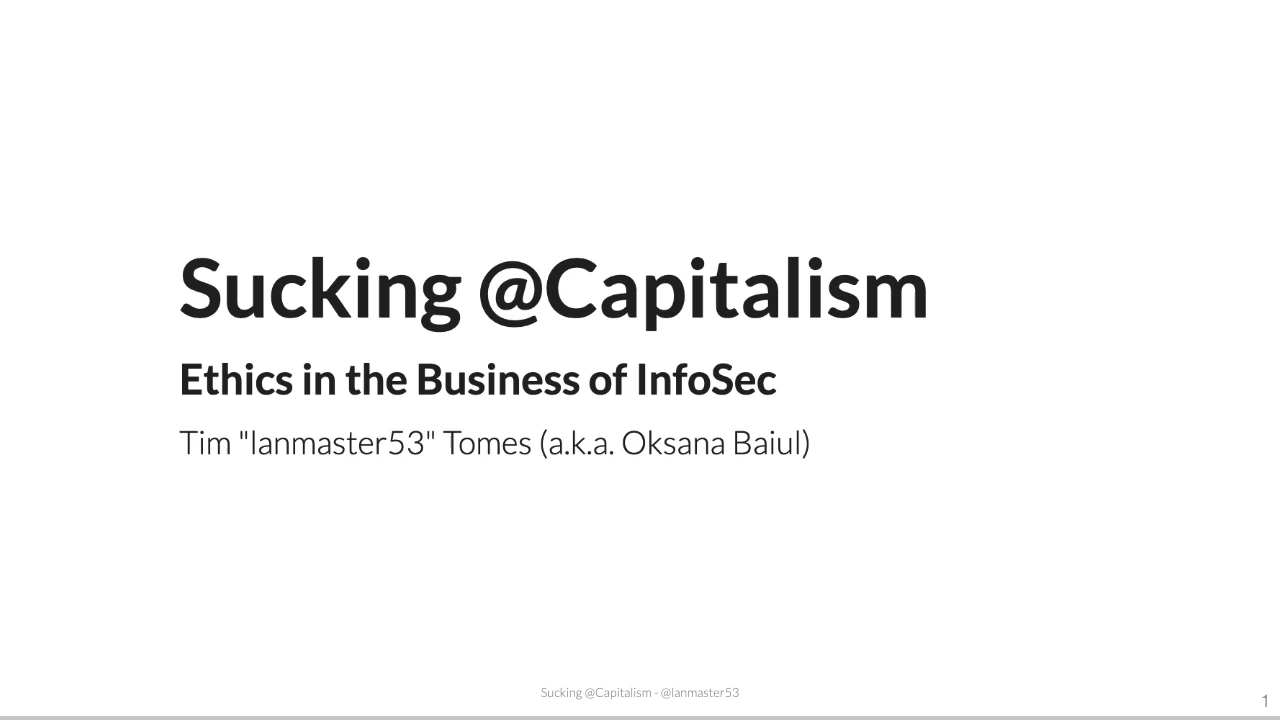 Sucking @Capitalism
Ethics in the Business of InfoSec
Tim "lanmaster53" Tomes (a.k.a. Oksana Baiul)
Sucking @Capitalism - @lanmaster53
1